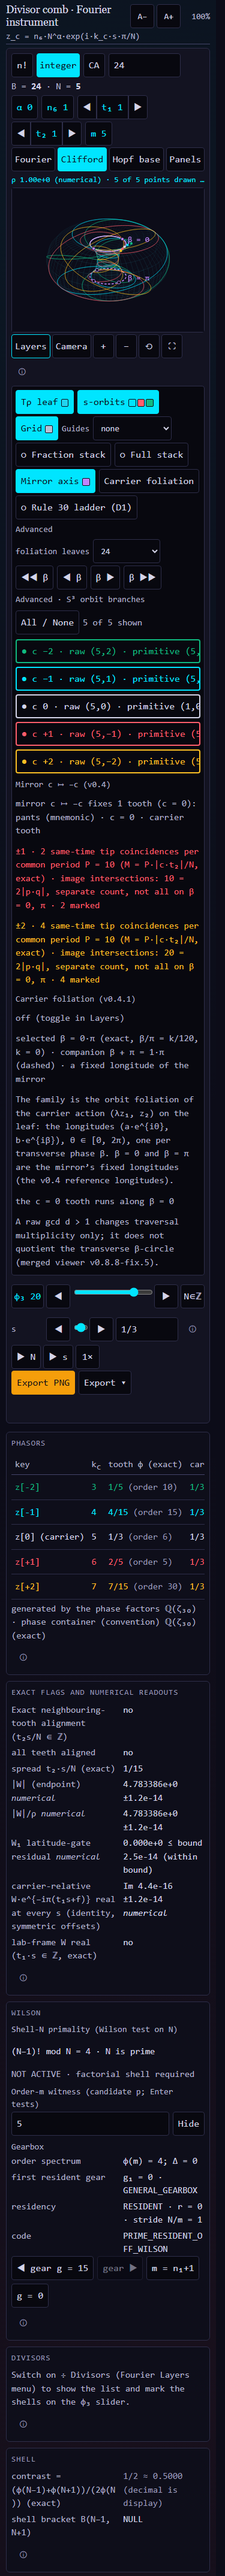 Divisor comb · Fourier
instrument
A− A+ 100%
z_c = n₆·N^α·exp(i·k_c·s·π/N)
n! integer CA 24
B = 24 · N = 5
α 0 n₆ 1 ◀ t₁ 1 ▶
◀ t₂ 1 ▶ m 5
Fourier Clifford Hopf base Panels
ρ 1.00e+0 (numerical) · 5 of 5 points drawn …
β = 0
β = π
Layers Camera + − ⟲ ⛶
ⓘ
Tρ leaf s-orbits
Grid Guides none
○ Fraction stack ○ Full stack
Mirror axis Carrier foliation
○ Rule 30 ladder (D1)
Advanced
foliation leaves 24
◀◀ β ◀ β β ▶ β ▶▶
Advanced · S³ orbit branches
All / None 5 of 5 shown
● c −2 · raw (5,2) · primitive (5,
● c −1 · raw (5,1) · primitive (5,
● c 0 · raw (5,0) · primitive (1,0
● c +1 · raw (5,−1) · primitive (5
● c +2 · raw (5,−2) · primitive (5
Mirror c ↦ −c (v0.4)
mirror c ↦ −c fixes 1 tooth (c = 0):
pants (mnemonic) · c = 0 · carrier
tooth
±1 · 2 same-time tip coincidences per
common period P = 10 (M = P·|c·t₂|/N,
exact) · image intersections: 10 =
2|p·q|, separate count, not all on β
= 0, π · 2 marked
±2 · 4 same-time tip coincidences per
common period P = 10 (M = P·|c·t₂|/N,
exact) · image intersections: 20 =
2|p·q|, separate count, not all on β
= 0, π · 4 marked
Carrier foliation (v0.4.1)
off (toggle in Layers)
selected β = 0·π (exact, β/π = k/120,
k = 0) · companion β + π = 1·π
(dashed) · a fixed longitude of the
mirror
The family is the orbit foliation of
the carrier action (λz₁, z₂) on the
leaf: the longitudes (a·e^{iθ},
b·e^{iβ}), θ ∈ [0, 2π), one per
transverse phase β. β = 0 and β = π
are the mirror's fixed longitudes
(the v0.4 reference longitudes).
the c = 0 tooth runs along β = 0
A raw gcd d > 1 changes traversal
multiplicity only; it does not
quotient the transverse β-circle
(merged viewer v0.8.8-fix.5).
ϕ₃ 20 ◀ ▶ N∈ℤ
s ◀ ▶ 1/3 ⓘ
▶ N ▶ s 1×
Export PNG Export ▾
PHASORS
key k_C tooth ϕ (exact) car
z[-2] 3 1/5 (order 10) 1/3
z[-1] 4 4/15 (order 15) 1/3
z[0] (carrier) 5 1/3 (order 6) 1/3
z[+1] 6 2/5 (order 5) 1/3
z[+2] 7 7/15 (order 30) 1/3
generated by the phase factors ℚ(ζ₃₀)
· phase container (convention) ℚ(ζ₃₀)
(exact)
ⓘ
EXACT FLAGS AND NUMERICAL READOUTS
Exact neighbouring-tooth alignment (t₂s/N ∈ ℤ) no
all teeth aligned no
spread t₂·s/N (exact) 1/15
|W| (endpoint) numerical 4.783386e+0 ±1.2e-14
|W|/ρ numerical 4.783386e+0 ±1.2e-14
W₁ latitude-gate residual numerical 0.000e+0 ≤ bound 2.5e-14 (within bound)
carrier-relative W·e^{−iπ(t₁s+f)} real at every s (identity, symmetric offsets) Im 4.4e-16 ±1.2e-14 numerical
lab-frame W real (t₁·s ∈ ℤ, exact) no
ⓘ
WILSON
Shell-N primality (Wilson test on N)
(N−1)! mod N = 4 · N is prime
NOT ACTIVE · factorial shell required
Order-m witness (candidate p; Enter
tests)
5 Hide
Gearbox
order spectrum φ(m) = 4; Δ = 0
first resident gear g₁ = 0 · GENERAL_GEARBOX
residency RESIDENT · r = 0 · stride N/m = 1
code PRIME_RESIDENT_OFF_WILSON
◀ gear g = 15 gear ▶ m = n₁+1
g = 0
ⓘ
DIVISORS
Switch on ÷ Divisors (Fourier Layers
menu) to show the list and mark the
shells on the ϕ₃ slider.
ⓘ
SHELL
contrast = (ϕ(N−1)+ϕ(N+1))/(2ϕ(N)) (exact) 1/2 ≈ 0.5000 (decimal is display)
shell bracket B(N−1, N+1) NULL
ⓘ